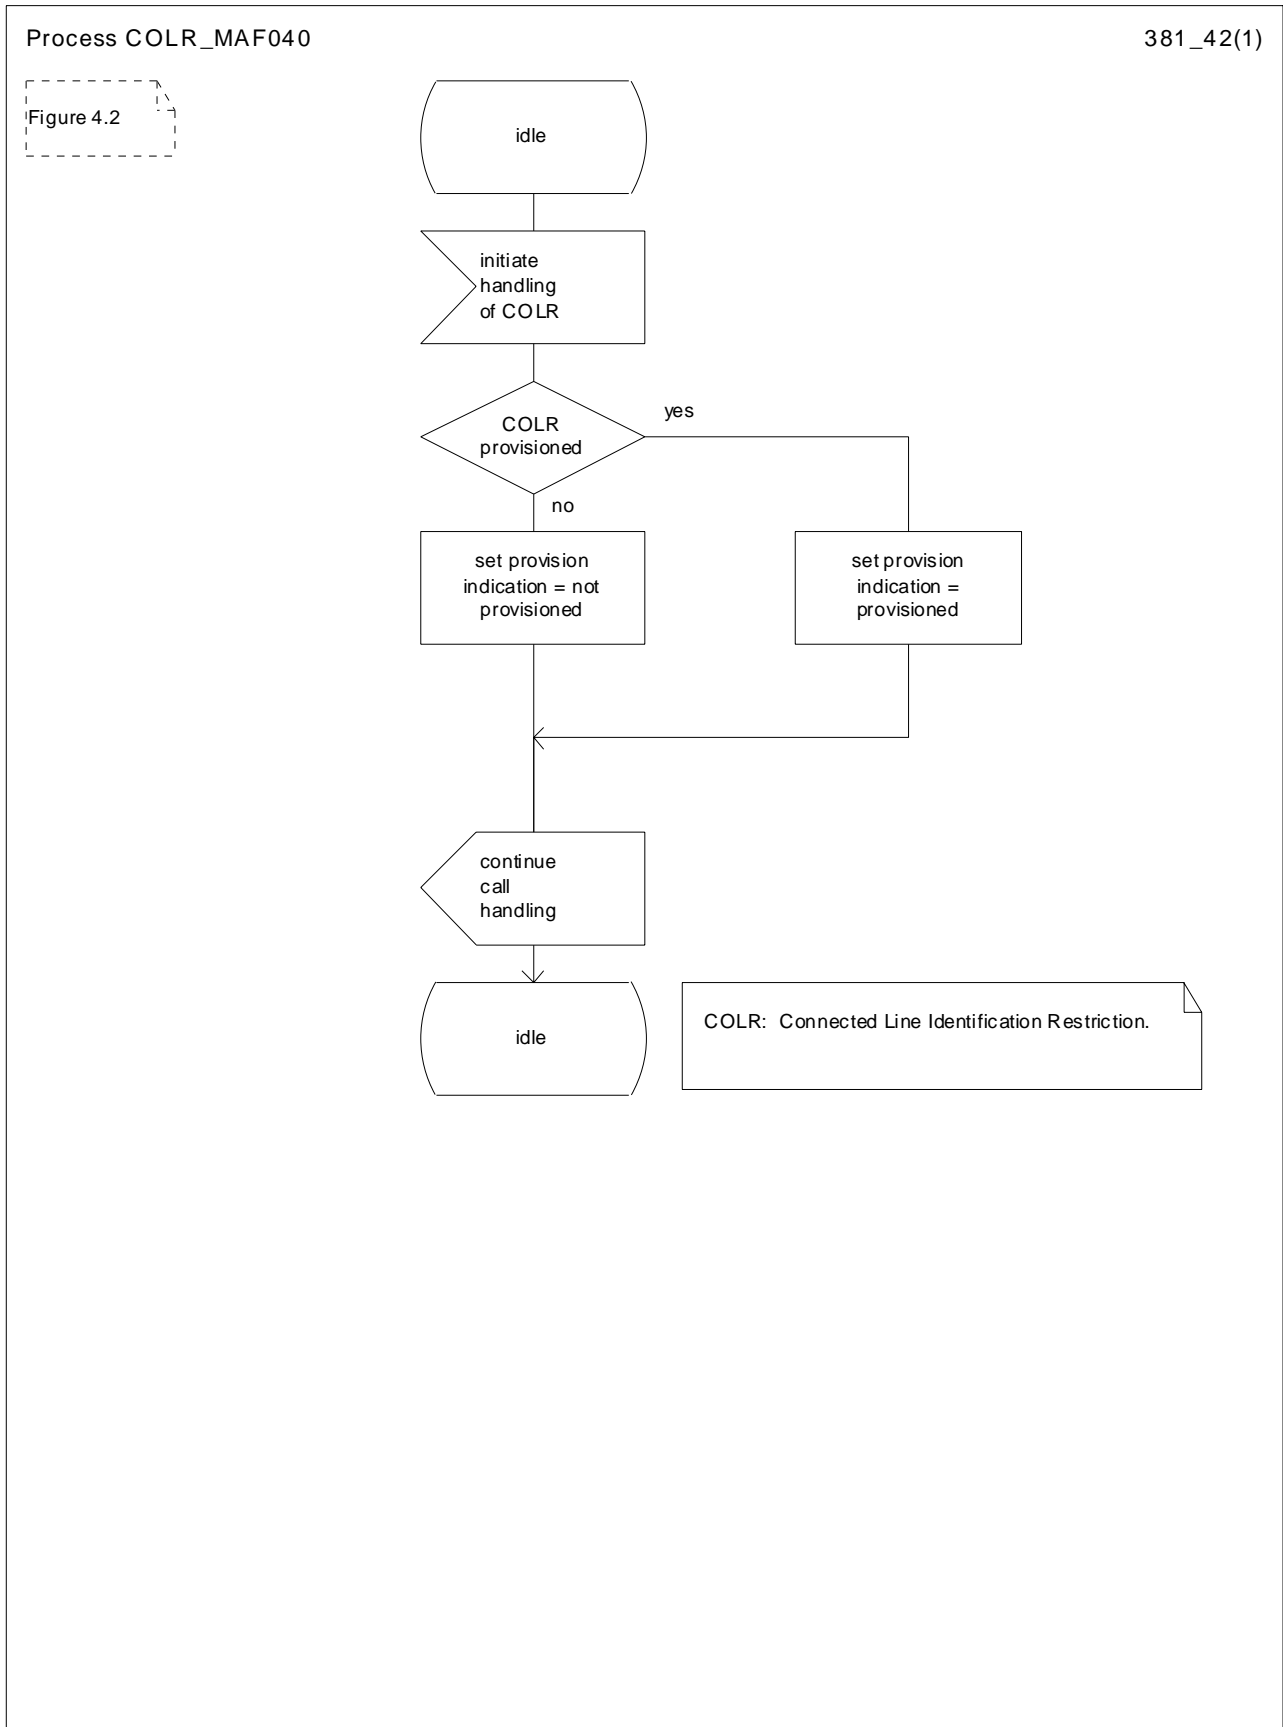 Process COLR_MAF040
381_42(1)
Figure 4.2
idle
initiate
handling
of COLR
COLR
provisioned
yes
no
set provision
indication = not
provisioned
set provision
indication =
provisioned
continue
call
handling
idle
COLR: Connected Line Identification Restriction.